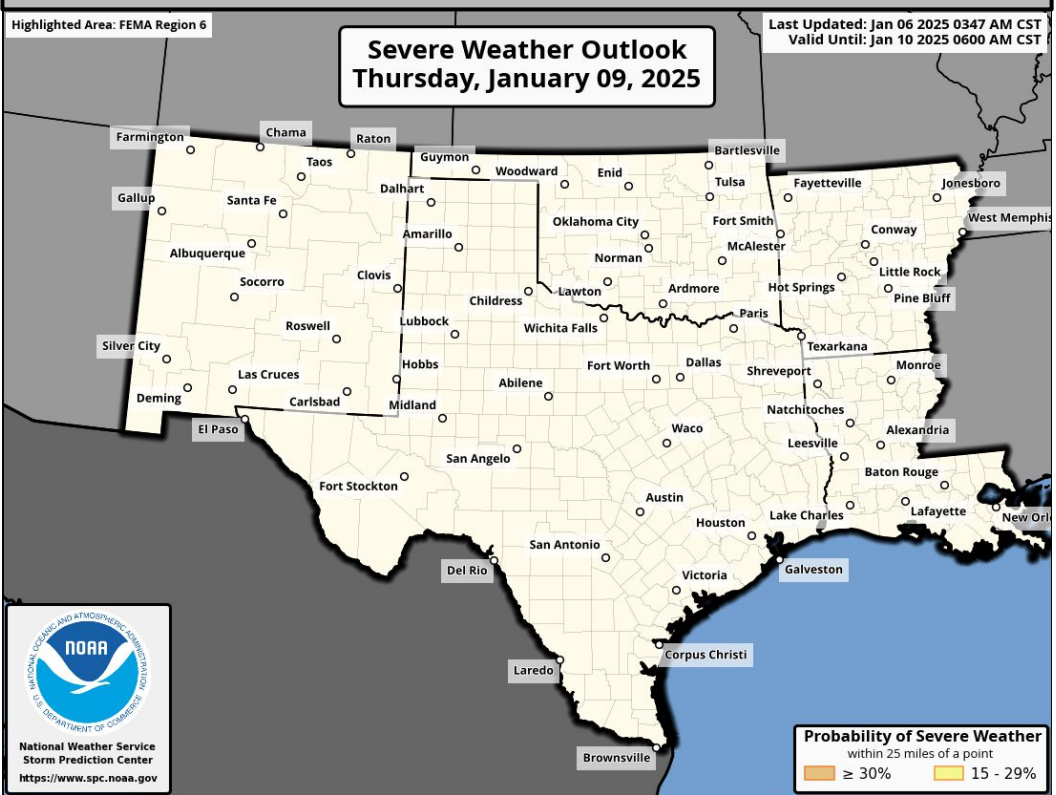 Highlighted Area: FEMA Region 6
Severe Weather Outlook
Thursday, January 09, 2025
Last Updated: Jan 06 2025 0347 AM CST
Valid Until: Jan 10 2025 0600 AM CST
Farmington
Chama
Raton
Taos
Gallup
Santa Fe
Albuquerque
Socorro
Clovis
Roswell
Silver City
Las Cruces
Hobbs
Deming
Carlsbad
El Paso
Guymon
Woodward
Enid
Bartlesville
Tulsa
Dalhart
Amarillo
Oklahoma City
Norman
Fort Smith
McAlester
Lawton
Ardmore
Childress
Wichita Falls
Paris
Lubbock
Fayetteville
Jonesboro
West Memphis
Conway
Little Rock
Hot Springs
Pine Bluff
Texarkana
Fort Worth
Dallas
Shreveport
Monroe
Abilene
Midland
Natchitoches
Alexandria
Leesville
Waco
San Angelo
Baton Rouge
Fort Stockton
Austin
Lake Charles
Lafayette
New Orl
Houston
San Antonio
Galveston
Del Rio
Victoria
Corpus Christi
Laredo
Brownsville
NATIONAL OCEANIC AND ATMOSPHERIC ADMINISTRATION
NOAA
U.S. DEPARTMENT OF COMMERCE
National Weather Service
Storm Prediction Center
https://www.spc.noaa.gov
Probability of Severe Weather
within 25 miles of a point
≥ 30%
15 - 29%